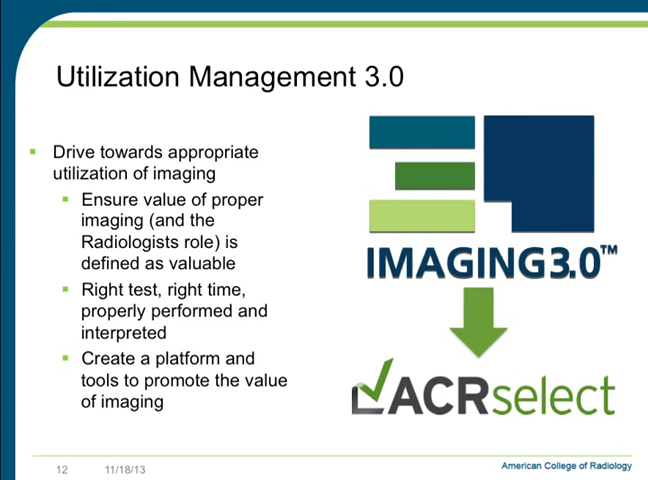 Utilization Management 3.0
Drive towards appropriate
utilization of imaging
Ensure value of proper
imaging (and the
Radiologists role) is
defined as valuable
Right test, right time,
properly performed and
interpreted
Create a platform and
tools to promote the value
of imaging
IMAGING3.0™
ACRselect
12 11/18/13
American College of Radiology